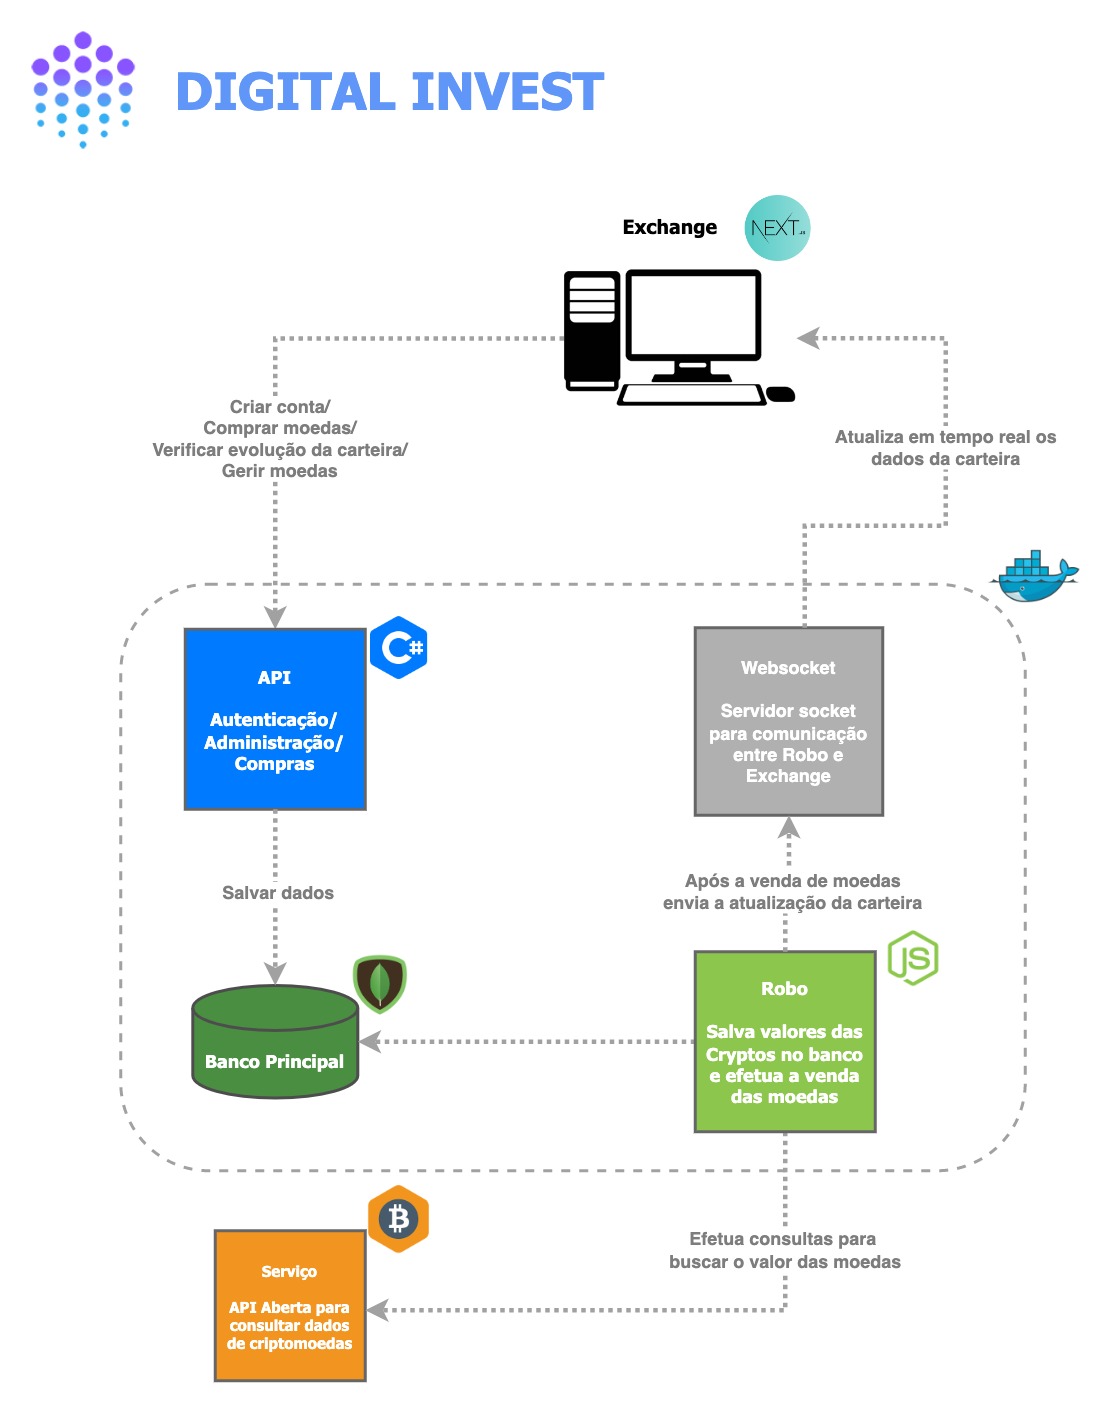 DIGITAL INVEST
Exchange
NEXT.JS
Criar conta/
Comprar moedas/
Verificar evolução da carteira/
Gerir moedas
Atualiza em tempo real os
dados da carteira
API
Autenticação/
Administração/
Compras
C#
Websocket
Servidor socket
para comunicação
entre Robo e
Exchange
Salvar dados
Após a venda de moedas
envia a atualização da carteira
Banco Principal
Robo
Salva valores das
Cryptos no banco
e efetua a venda
das moedas
JS
Efetua consultas para
buscar o valor das moedas
Serviço
API Aberta para
consultar dados
de criptomoedas